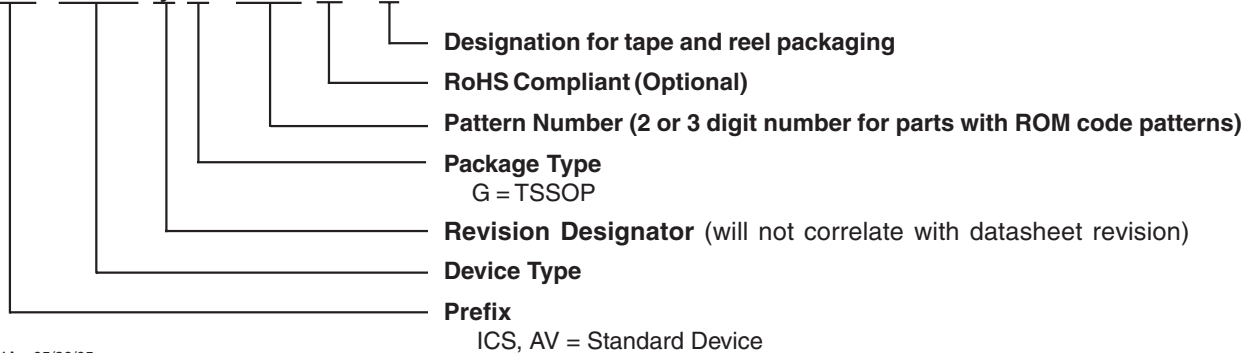 Designation for tape and reel packaging
RoHS Compliant (Optional)
Pattern Number (2 or 3 digit number for parts with ROM code patterns)
Package Type
G = TSSOP
Revision Designator (will not correlate with datasheet revision)
Device Type
Prefix
ICS, AV = Standard Device